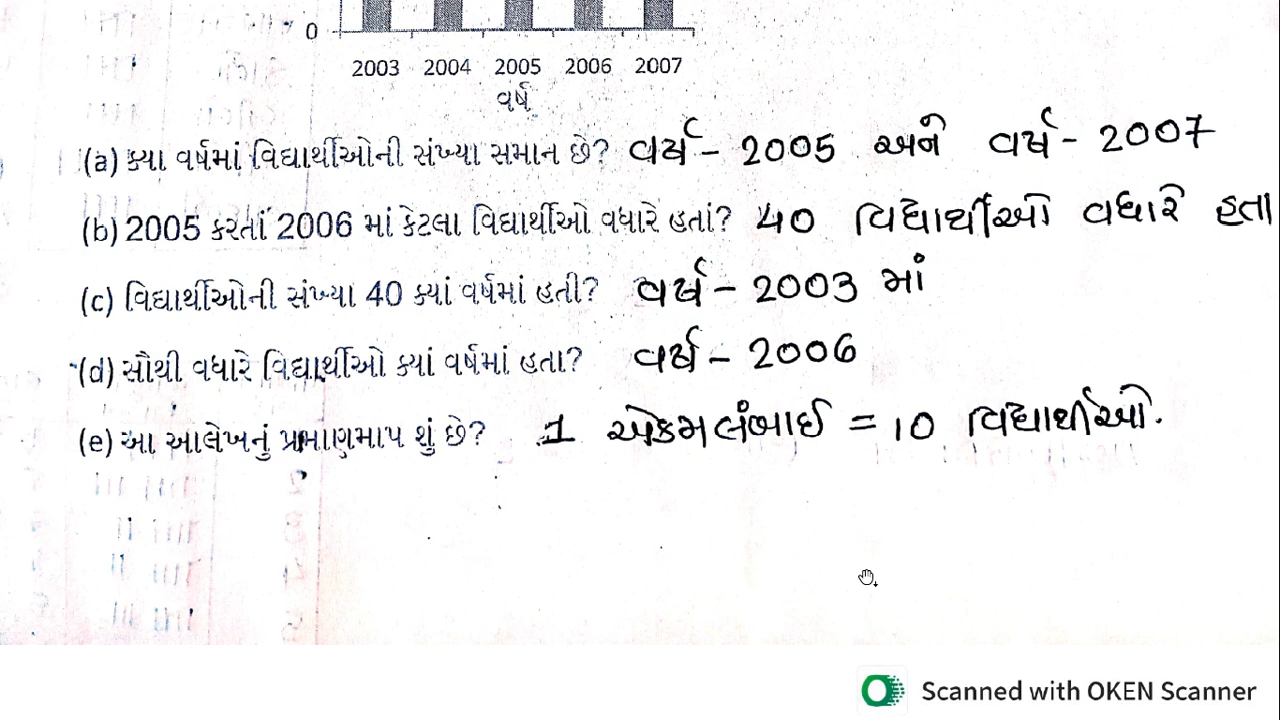 0
2003 2004 2005 2006 2007
વર્ષ
(a) ક્યા વર્ષમાં વિદ્યાર્થીઓની સંખ્યા સમાન છે? વર્ષ - 2005 અને વર્ષ - 2007
(b) 2005 કરતાં 2006 માં કેટલા વિદ્યાર્થીઓ વધારે હતાં? 40 વિદ્યાર્થીઓ વધારે હતા
(c) વિદ્યાર્થીઓની સંખ્યા 40 ક્યાં વર્ષમાં હતી? વર્ષ - 2003 માં
(d) સૌથી વધારે વિદ્યાર્થીઓ ક્યાં વર્ષમાં હતા? વર્ષ - 2006
(e) આ આલેખનું પ્રમાણમાપ શું છે? 1 એકમ લંબાઈ = 10 વિદ્યાર્થીઓ.
Scanned with OKEN Scanner